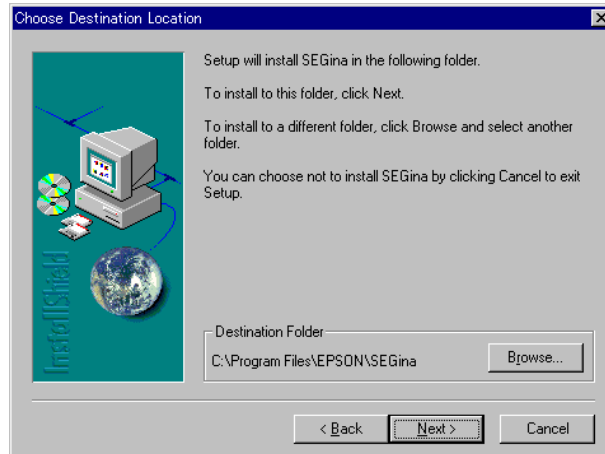 Choose Destination Location
Setup will install SEGina in the following folder.
To install to this folder, click Next.
To install to a different folder, click Browse and select another
folder.
You can choose not to install SEGina by clicking Cancel to exit
Setup.
InstallShield
Destination Folder
C:\Program Files\EPSON\SEGina
Browse...
< Back
Next >
Cancel